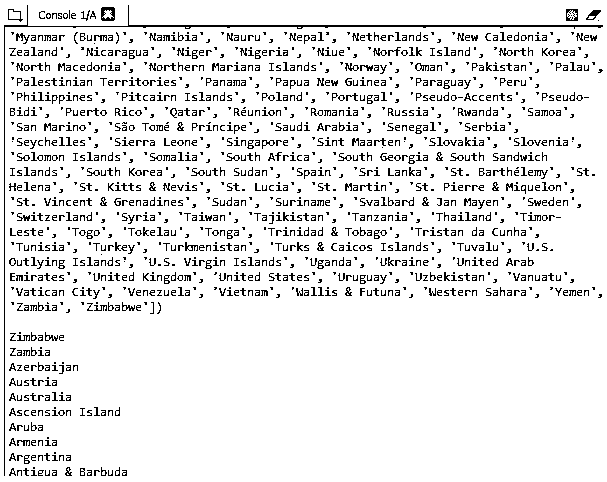 Console 1/A
'Myanmar (Burma)', 'Namibia', 'Nauru', 'Nepal', 'Netherlands', 'New Caledonia', 'New
Zealand', 'Nicaragua', 'Niger', 'Nigeria', 'Niue', 'Norfolk Island', 'North Korea',
'North Macedonia', 'Northern Mariana Islands', 'Norway', 'Oman', 'Pakistan', 'Palau',
'Palestinian Territories', 'Panama', 'Papua New Guinea', 'Paraguay', 'Peru',
'Philippines', 'Pitcairn Islands', 'Poland', 'Portugal', 'Pseudo-Accents', 'Pseudo-
Bidi', 'Puerto Rico', 'Qatar', 'Réunion', 'Romania', 'Russia', 'Rwanda', 'Samoa',
'San Marino', 'São Tomé & Príncipe', 'Saudi Arabia', 'Senegal', 'Serbia',
'Seychelles', 'Sierra Leone', 'Singapore', 'Sint Maarten', 'Slovakia', 'Slovenia',
'Solomon Islands', 'Somalia', 'South Africa', 'South Georgia & South Sandwich
Islands', 'South Korea', 'South Sudan', 'Spain', 'Sri Lanka', 'St. Barthélemy', 'St.
Helena', 'St. Kitts & Nevis', 'St. Lucia', 'St. Martin', 'St. Pierre & Miquelon',
'St. Vincent & Grenadines', 'Sudan', 'Suriname', 'Svalbard & Jan Mayen', 'Sweden',
'Switzerland', 'Syria', 'Taiwan', 'Tajikistan', 'Tanzania', 'Thailand', 'Timor-
Leste', 'Togo', 'Tokelau', 'Tonga', 'Trinidad & Tobago', 'Tristan da Cunha',
'Tunisia', 'Turkey', 'Turkmenistan', 'Turks & Caicos Islands', 'Tuvalu', 'U.S.
Outlying Islands', 'U.S. Virgin Islands', 'Uganda', 'Ukraine', 'United Arab
Emirates', 'United Kingdom', 'United States', 'Uruguay', 'Uzbekistan', 'Vanuatu',
'Vatican City', 'Venezuela', 'Vietnam', 'Wallis & Futuna', 'Western Sahara', 'Yemen',
'Zambia', 'Zimbabwe'])
Zimbabwe
Zambia
Azerbaijan
Austria
Australia
Ascension Island
Aruba
Armenia
Argentina
Antigua & Barbuda